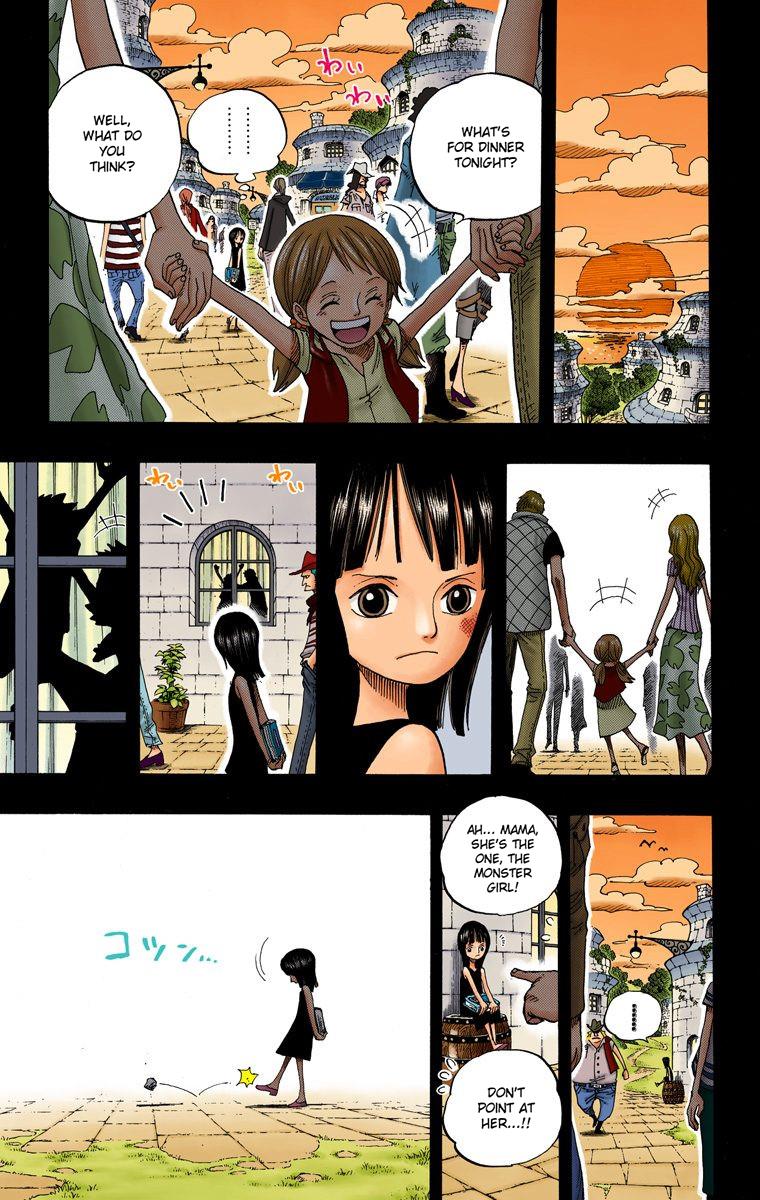 WHAT'S
FOR DINNER
TONIGHT?
わい
わい
.......
WELL,
WHAT DO
YOU
THINK?
わい
わい
......
AH... MAMA,
SHE'S THE
ONE, THE
MONSTER
GIRL!
DON'T
POINT AT
HER...!!
コツン...